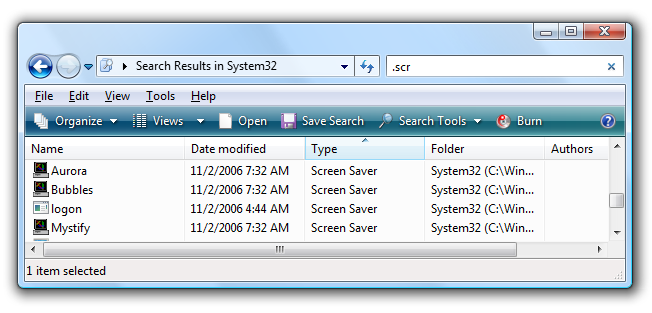 Search Results in System32
.scr
File Edit View Tools Help
Organize Views Open Save Search Search Tools Burn
Name Date modified Type Folder Authors
Aurora 11/2/2006 7:32 AM Screen Saver System32 (C:\Win...
Bubbles 11/2/2006 7:32 AM Screen Saver System32 (C:\Win...
logon 11/2/2006 4:44 AM Screen Saver System32 (C:\Win...
Mystify 11/2/2006 7:32 AM Screen Saver System32 (C:\Win...
1 item selected